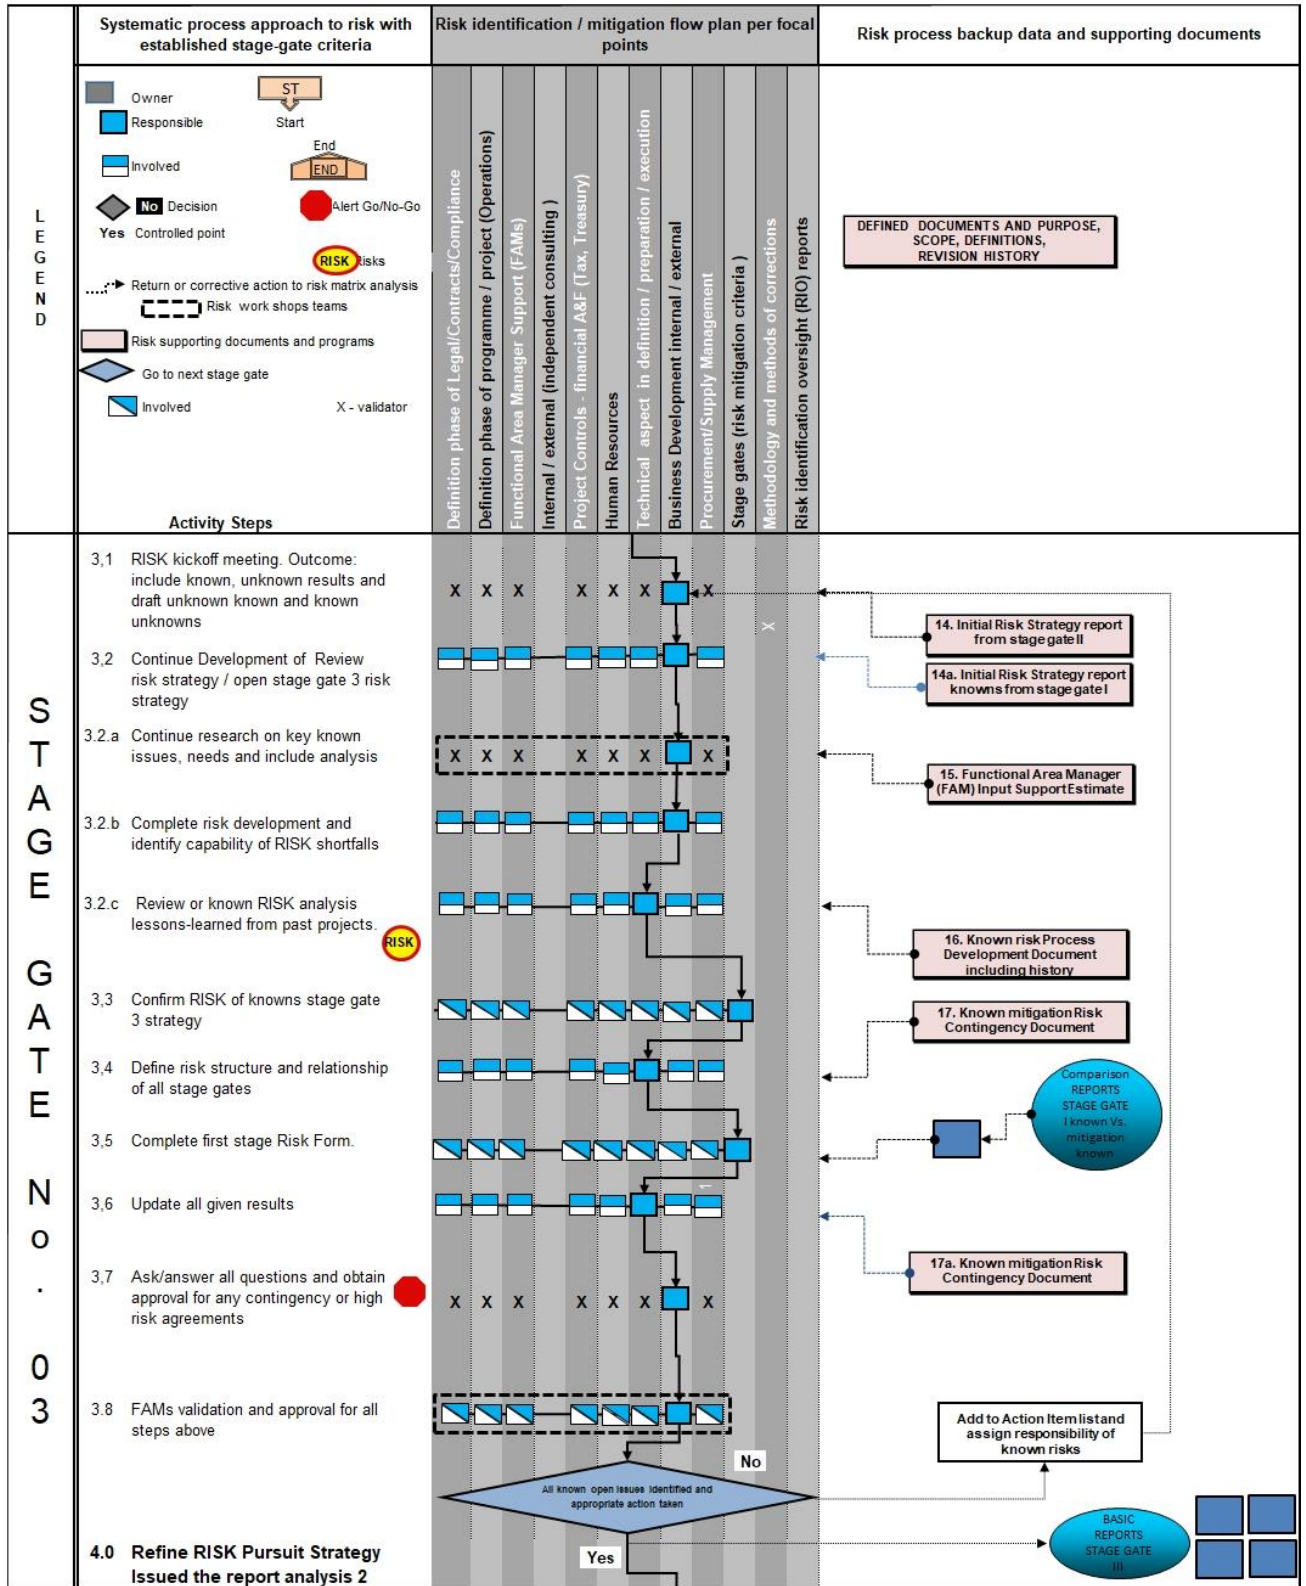 Systematic process approach to risk with
established stage-gate criteria
Risk identification / mitigation flow plan per focal
points
Risk process backup data and supporting documents
LEGEND
Owner
ST
Start
Responsible
End
END
Involved
No Decision
Alert Go/No-Go
Yes Controlled point
RISK
Risks
Return or corrective action to risk matrix analysis
Risk work shops teams
Risk supporting documents and programs
Go to next stage gate
Involved
X - validator
Activity Steps
Definition phase of Legal/Contracts/Compliance
Definition phase of programme / project (Operations)
Functional Area Manager Support (FAMs)
Internal / external (independent consulting )
Project Controls - financial A&F (Tax, Treasury)
Human Resources
Technical aspect in definition / preparation / execution
Business Development internal / external
Procurement/Supply Management
Stage gates (risk mitigation criteria )
Methodology and methods of corrections
Risk identification oversight (RIO) reports
DEFINED DOCUMENTS AND PURPOSE,
SCOPE, DEFINITIONS,
REVISION HISTORY
STAGE GATE No. 03
3,1 RISK kickoff meeting. Outcome:
include known, unknown results and
draft unknown known and known
unknowns
X X X X X X X
X
14. Initial Risk Strategy report
from stage gate II
3,2 Continue Development of Review
risk strategy / open stage gate 3 risk
strategy
14a. Initial Risk Strategy report
knowns from stage gate I
3.2.a Continue research on key known
issues, needs and include analysis
X X X X X X X
15. Functional Area Manager
(FAM) Input Support Estimate
3.2.b Complete risk development and
identify capability of RISK shortfalls
3.2.c Review or known RISK analysis
lessons-learned from past projects.
RISK
16. Known risk Process
Development Document
including history
3,3 Confirm RISK of knowns stage gate
3 strategy
17. Known mitigation Risk
Contingency Document
3,4 Define risk structure and relationship
of all stage gates
Comparison
REPORTS
STAGE GATE
I known Vs.
mitigation
known
3,5 Complete first stage Risk Form.
1
3,6 Update all given results
17a. Known mitigation Risk
Contingency Document
3,7 Ask/answer all questions and obtain
approval for any contingency or high
risk agreements
X X X X X X X
3.8 FAMs validation and approval for all
steps above
Add to Action Item list and
assign responsibility of
known risks
No
All known open issues identified and
appropriate action taken
Yes
BASIC
REPORTS
STAGE GATE
III
4.0 Refine RISK Pursuit Strategy
Issued the report analysis 2